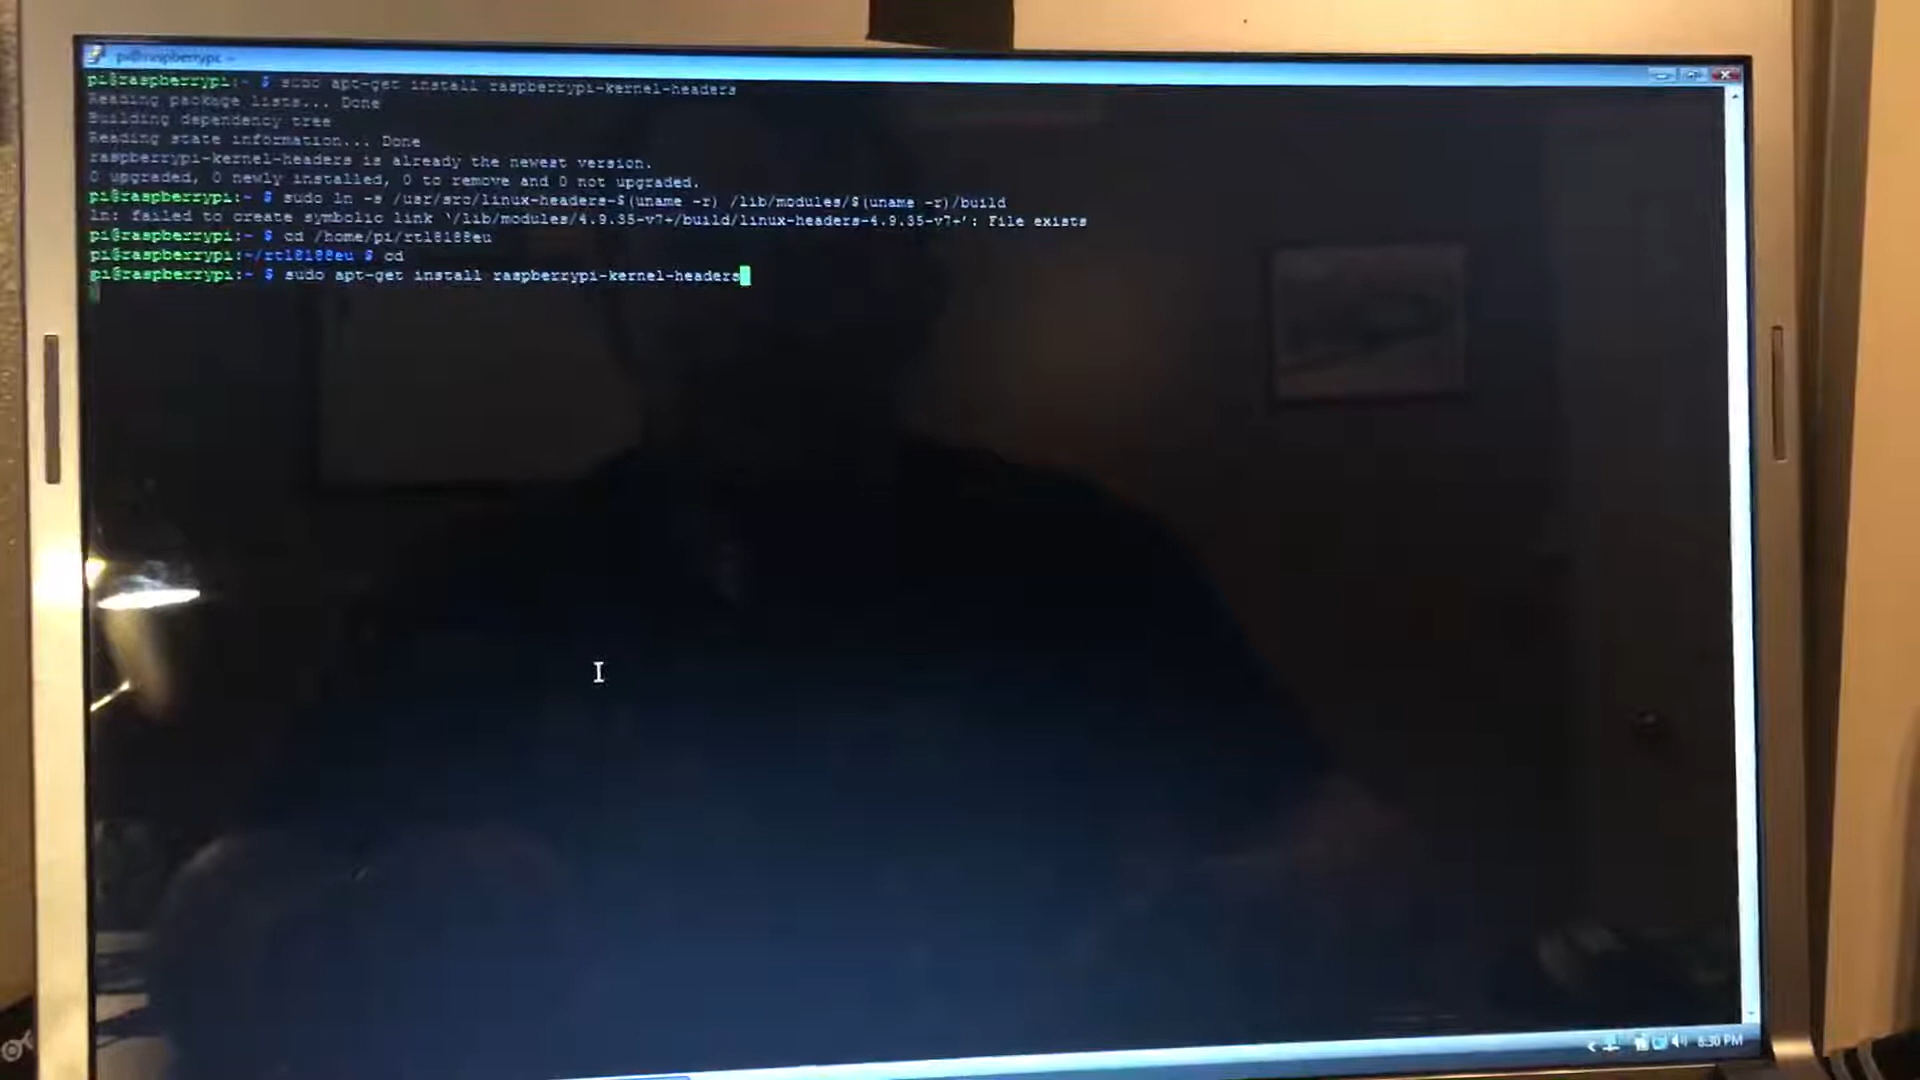 pi@raspberrypi: ~
pi@raspberrypi:~ $ sudo apt-get install raspberrypi-kernel-headers
Reading package lists... Done
Building dependency tree
Reading state information... Done
raspberrypi-kernel-headers is already the newest version.
0 upgraded, 0 newly installed, 0 to remove and 0 not upgraded.
pi@raspberrypi:~ $ sudo ln -s /usr/src/linux-headers-$(uname -r) /lib/modules/$(uname -r)/build
ln: failed to create symbolic link ‘/lib/modules/4.9.35-v7+/build/linux-headers-4.9.35-v7+’: File exists
pi@raspberrypi:~ $ cd /home/pi/rtl8188eu
pi@raspberrypi:~/rtl8188eu $ cd
pi@raspberrypi:~ $ sudo apt-get install raspberrypi-kernel-headers
8:30 PM